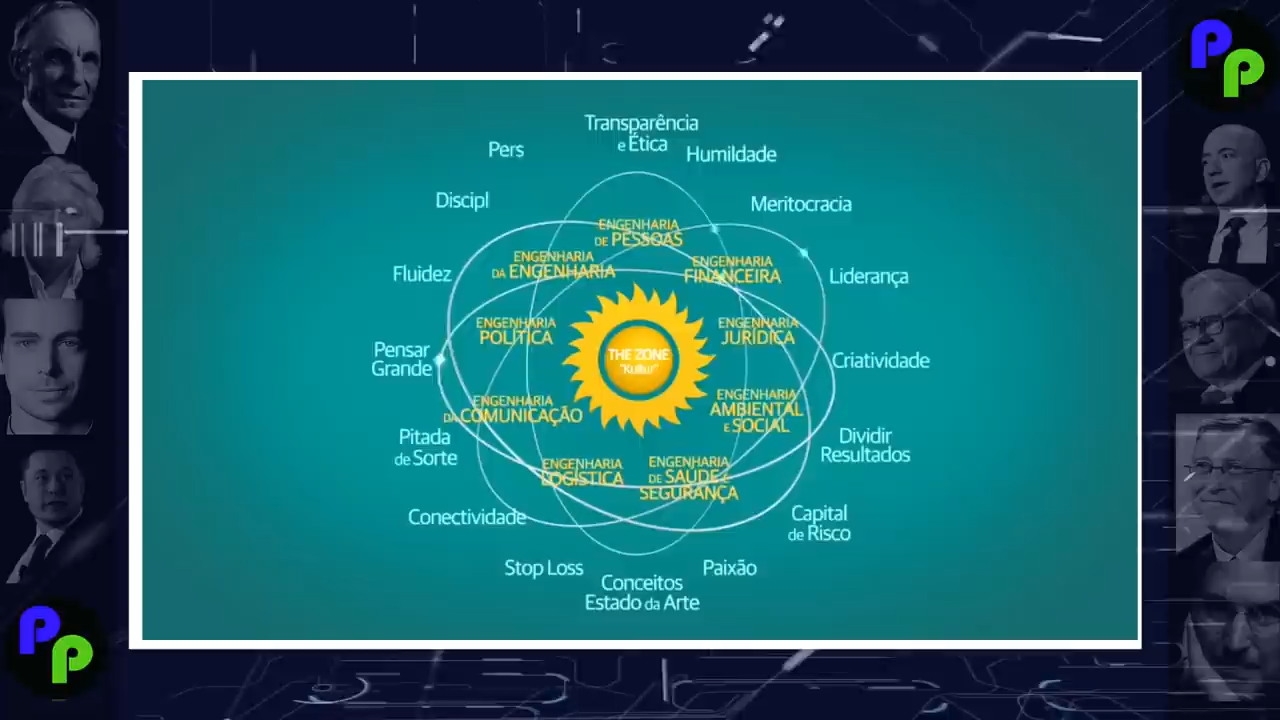 P
P
Transparência
e Ética
Pers
Humildade
Discipl
Meritocracia
ENGENHARIA
DE PESSOAS
ENGENHARIA
DA ENGENHARIA
ENGENHARIA
FINANCEIRA
Fluidez
Liderança
ENGENHARIA
POLÍTICA
ENGENHARIA
JURÍDICA
THE ZONE
"Kultur"
Pensar
Grande
Criatividade
ENGENHARIA
DA COMUNICAÇÃO
ENGENHARIA
AMBIENTAL
E SOCIAL
Pitada
de Sorte
Dividir
Resultados
ENGENHARIA
LOGÍSTICA
ENGENHARIA
DE SAÚDE E
SEGURANÇA
Conectividade
Capital
de Risco
Stop Loss
Conceitos
Estado da Arte
Paixão
P
P